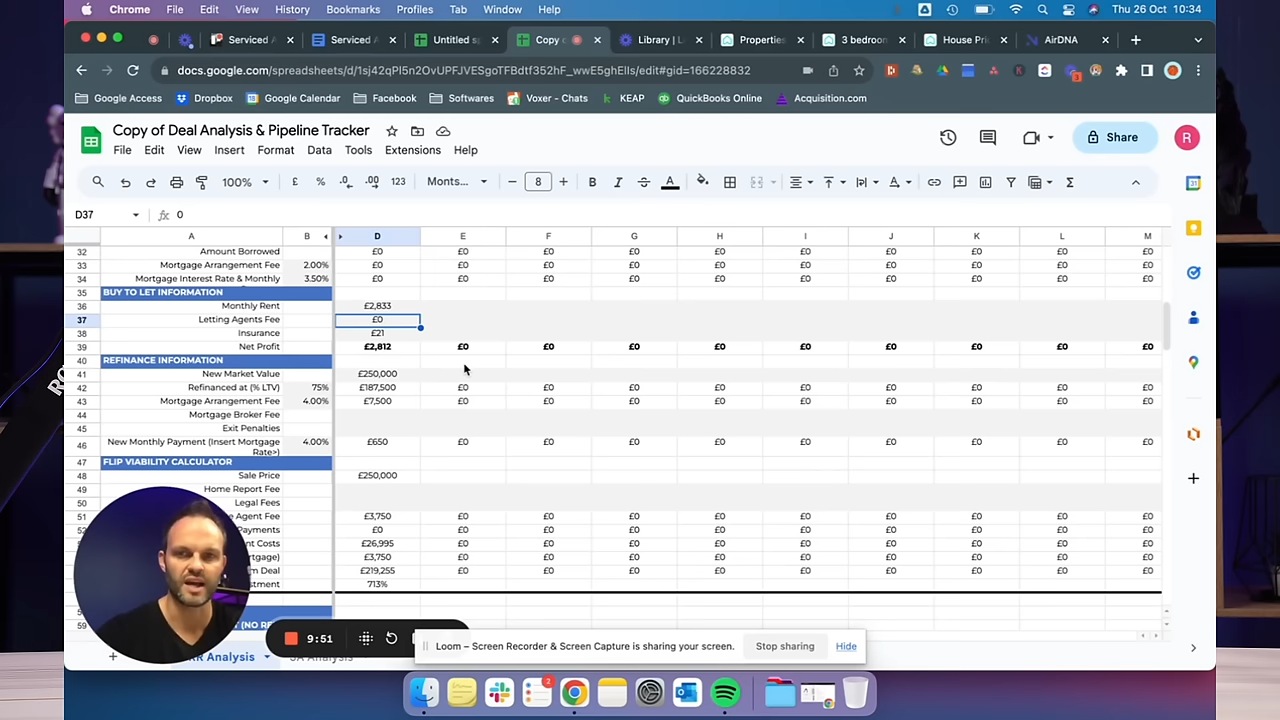 Chrome File Edit View History Bookmarks Profiles Tab Window Help Thu 26 Oct 10:34
Serviced Serviced Untitled sp Copy Library | L Properties 3 bedroom House Pri AirDNA
docs.google.com/spreadsheets/d/1sj42qPl5n2OvUPFJVESgoTFBdtf352hF_wwE5ghElls/edit#gid=166228832
Google Access Dropbox Google Calendar Facebook Softwares Voxer - Chats KEAP QuickBooks Online Acquisition.com
Copy of Deal Analysis & Pipeline Tracker
Share R
File Edit View Insert Format Data Tools Extensions Help
100% £ % .0 .00 123 Monts... 8 B I S A
D37 fx 0
A B D E F G H I J K L M
32 Amount Borrowed £0 £0 £0 £0 £0 £0 £0 £0 £0 £0
33 Mortgage Arrangement Fee 2.00% £0 £0 £0 £0 £0 £0 £0 £0 £0 £0
34 Mortgage Interest Rate & Monthly 3.50% £0 £0 £0 £0 £0 £0 £0 £0 £0 £0
35 BUY TO LET INFORMATION
36 Monthly Rent £2,833
37 Letting Agents Fee £0
38 Insurance £21
39 Net Profit £2,812 £0 £0 £0 £0 £0 £0 £0 £0 £0
40 REFINANCE INFORMATION
41 New Market Value £250,000
42 Refinanced at (% LTV) 75% £187,500 £0 £0 £0 £0 £0 £0 £0 £0 £0
43 Mortgage Arrangement Fee 4.00% £7,500 £0 £0 £0 £0 £0 £0 £0 £0 £0
44 Mortgage Broker Fee
45 Exit Penalties
46 New Monthly Payment (Insert Mortgage Rate>) 4.00% £650 £0 £0 £0 £0 £0 £0 £0 £0 £0
47 FLIP VIABILITY CALCULATOR
48 Sale Price £250,000
49 Home Report Fee
50 Legal Fees
51 Agent Fee £3,750 £0 £0 £0 £0 £0 £0 £0 £0 £0
52 Payments £0 £0 £0 £0 £0 £0 £0 £0 £0 £0
Costs £26,995 £0 £0 £0 £0 £0 £0 £0 £0 £0
gage) £3,750 £0 £0 £0 £0 £0 £0 £0 £0 £0
Deal £219,255 £0 £0 £0 £0 £0 £0 £0 £0 £0
stment 713%
59 (NO RE
9:51
Loom – Screen Recorder & Screen Capture is sharing your screen. Stop sharing Hide
RR Analysis SA Analysis
2